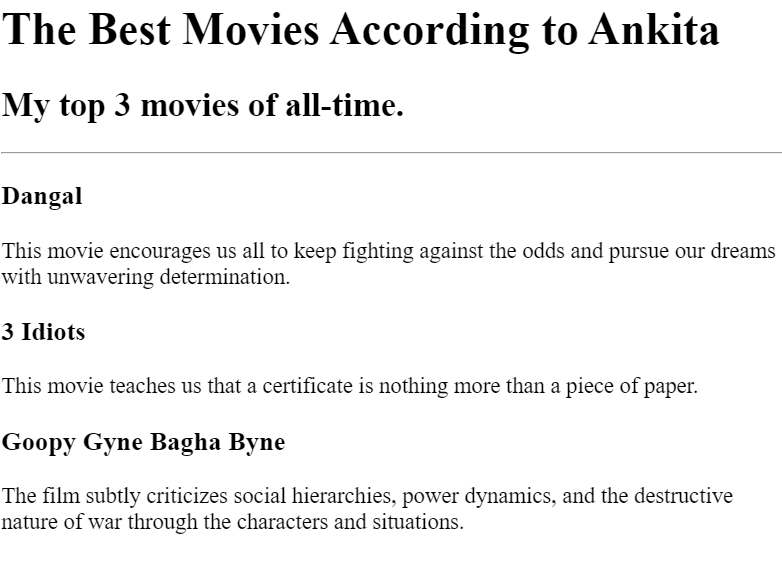 The Best Movies According to Ankita
My top 3 movies of all-time.
Dangal
This movie encourages us all to keep fighting against the odds and pursue our dreams
with unwavering determination.
3 Idiots
This movie teaches us that a certificate is nothing more than a piece of paper.
Goopy Gyne Bagha Byne
The film subtly criticizes social hierarchies, power dynamics, and the destructive
nature of war through the characters and situations.